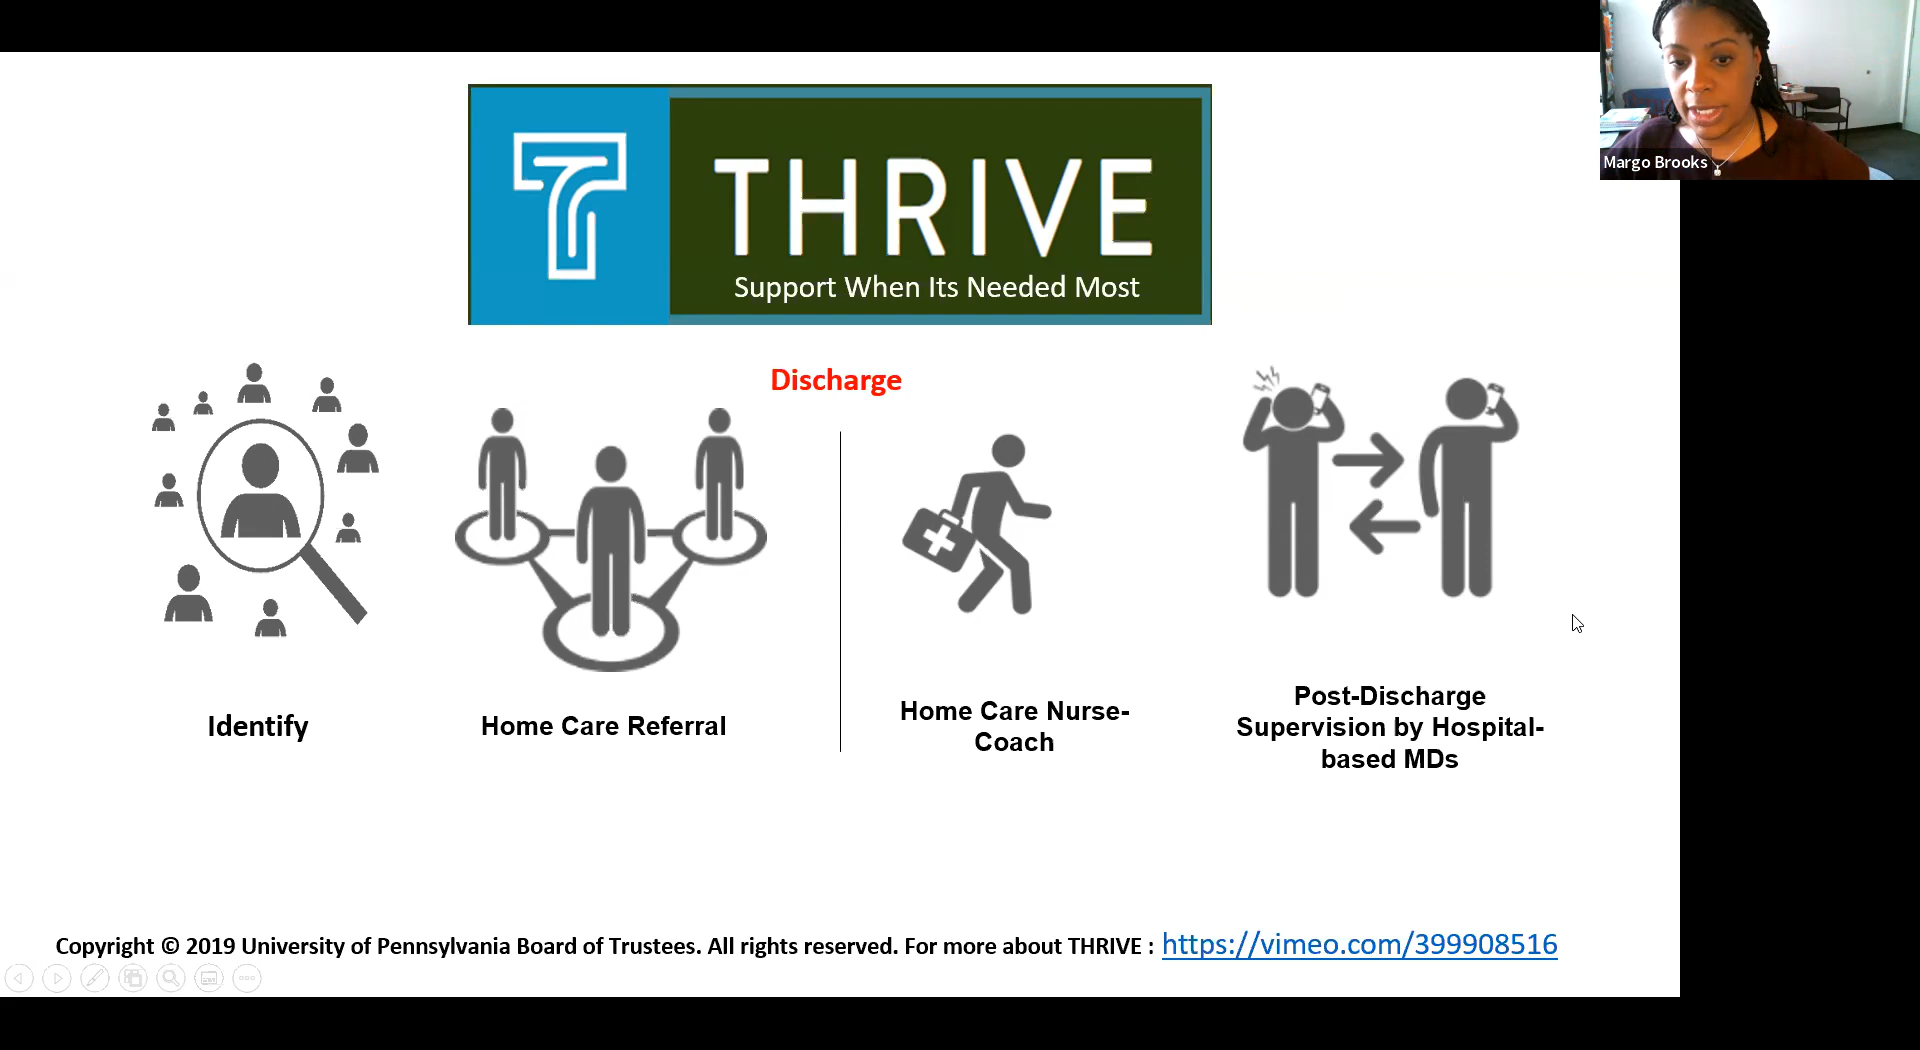 Margo Brooks
THRIVE
Support When Its Needed Most
Discharge
Identify
Home Care Referral
Home Care Nurse-
Coach
Post-Discharge
Supervision by Hospital-
based MDs
Copyright © 2019 University of Pennsylvania Board of Trustees. All rights reserved. For more about THRIVE : https://vimeo.com/399908516